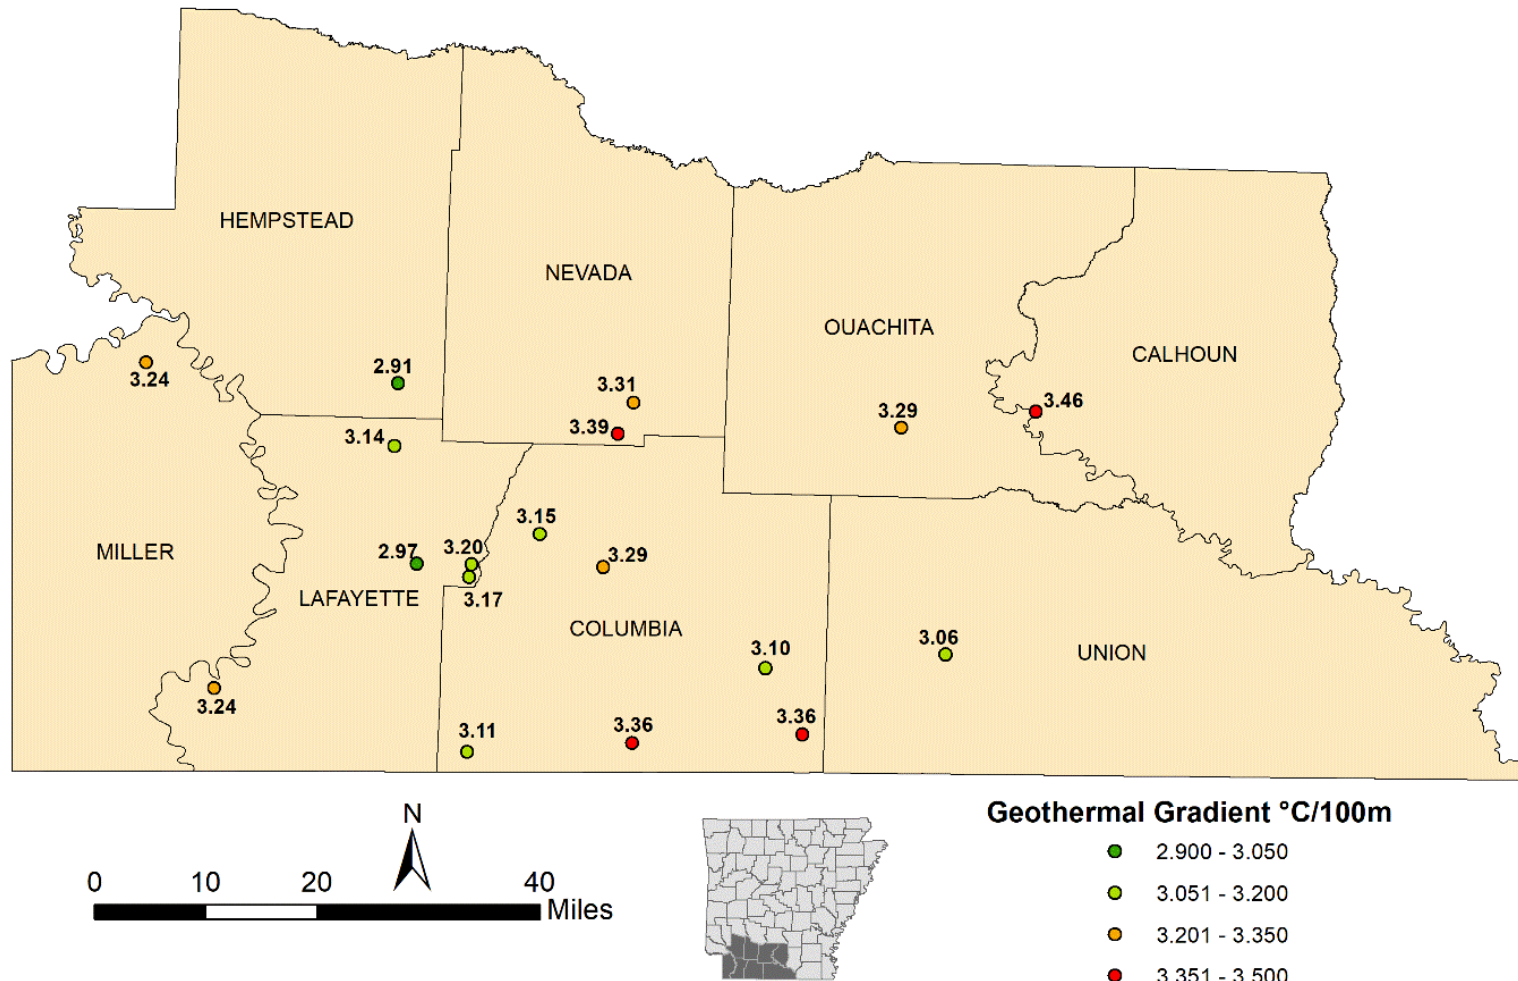 HEMPSTEAD
NEVADA
OUACHITA
CALHOUN
2.91
3.24
3.31
3.46
3.29
3.39
3.14
3.15
3.20
3.29
2.97
MILLER
LAFAYETTE
3.17
COLUMBIA
3.10
3.06
UNION
3.24
3.11
3.36
3.36
N
0 10 20 40
Miles
Geothermal Gradient °C/100m
2.900 - 3.050
3.051 - 3.200
3.201 - 3.350
3.351 - 3.500